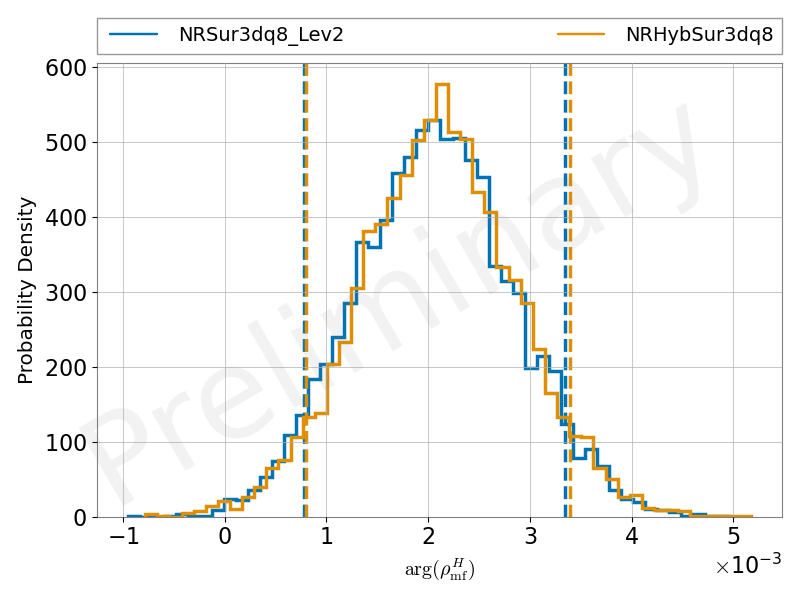 NRSur3dq8_Lev2 NRHybSur3dq8
600
500
400
300
200
100
0
Probability Density
Preliminary
−1 0 1 2 3 4 5
×10⁻³
arg(ρ_mf^H)